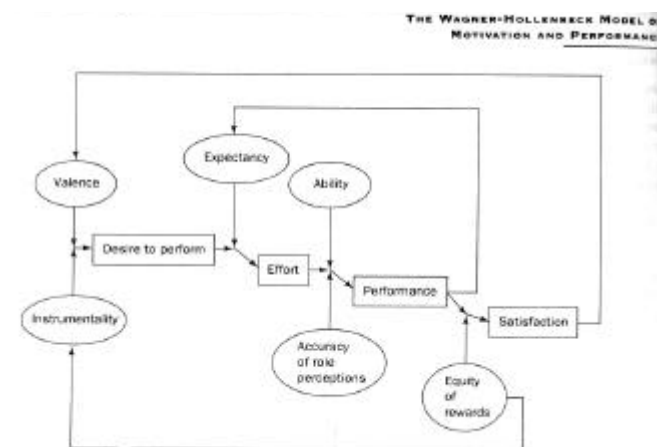 THE WAGNER-HOLLENBECK MODEL O
MOTIVATION AND PERFORMANC
Expectancy
Valence
Ability
Desire to perform
Effort
Performance
Instrumentality
Satisfaction
Accuracy
of role
perceptions
Equity
of
rewards